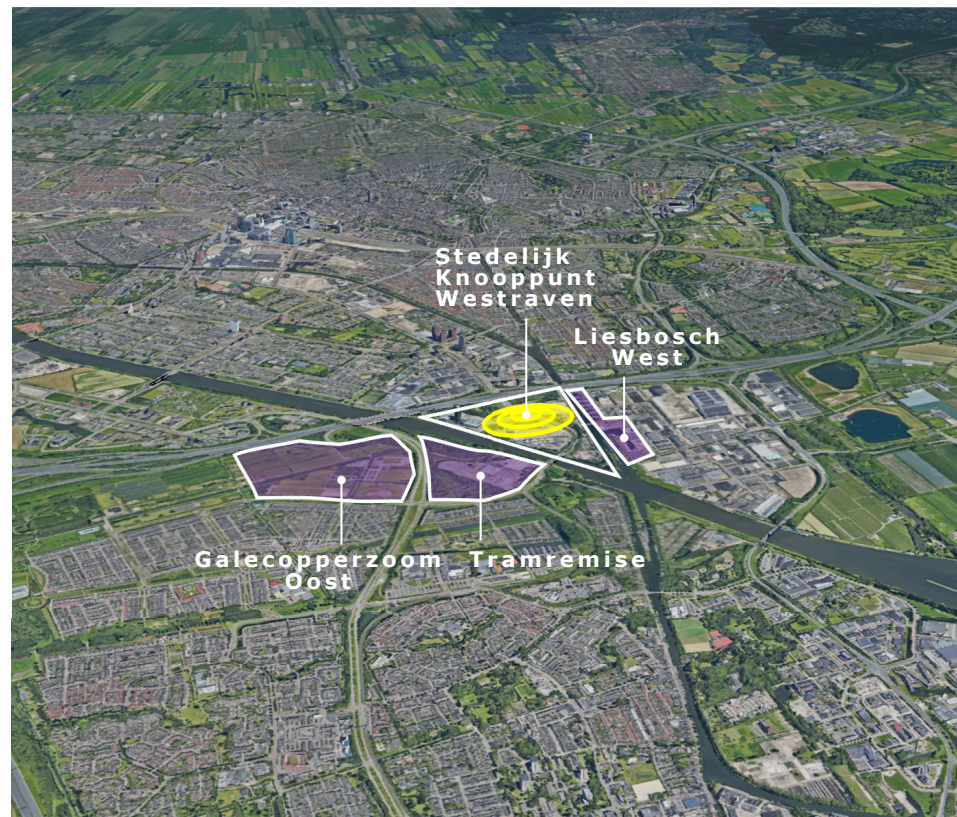 Stedelijk
Knooppunt
Westraven
Liesbosch
West
Galecopperzoom
Oost
Tramremise